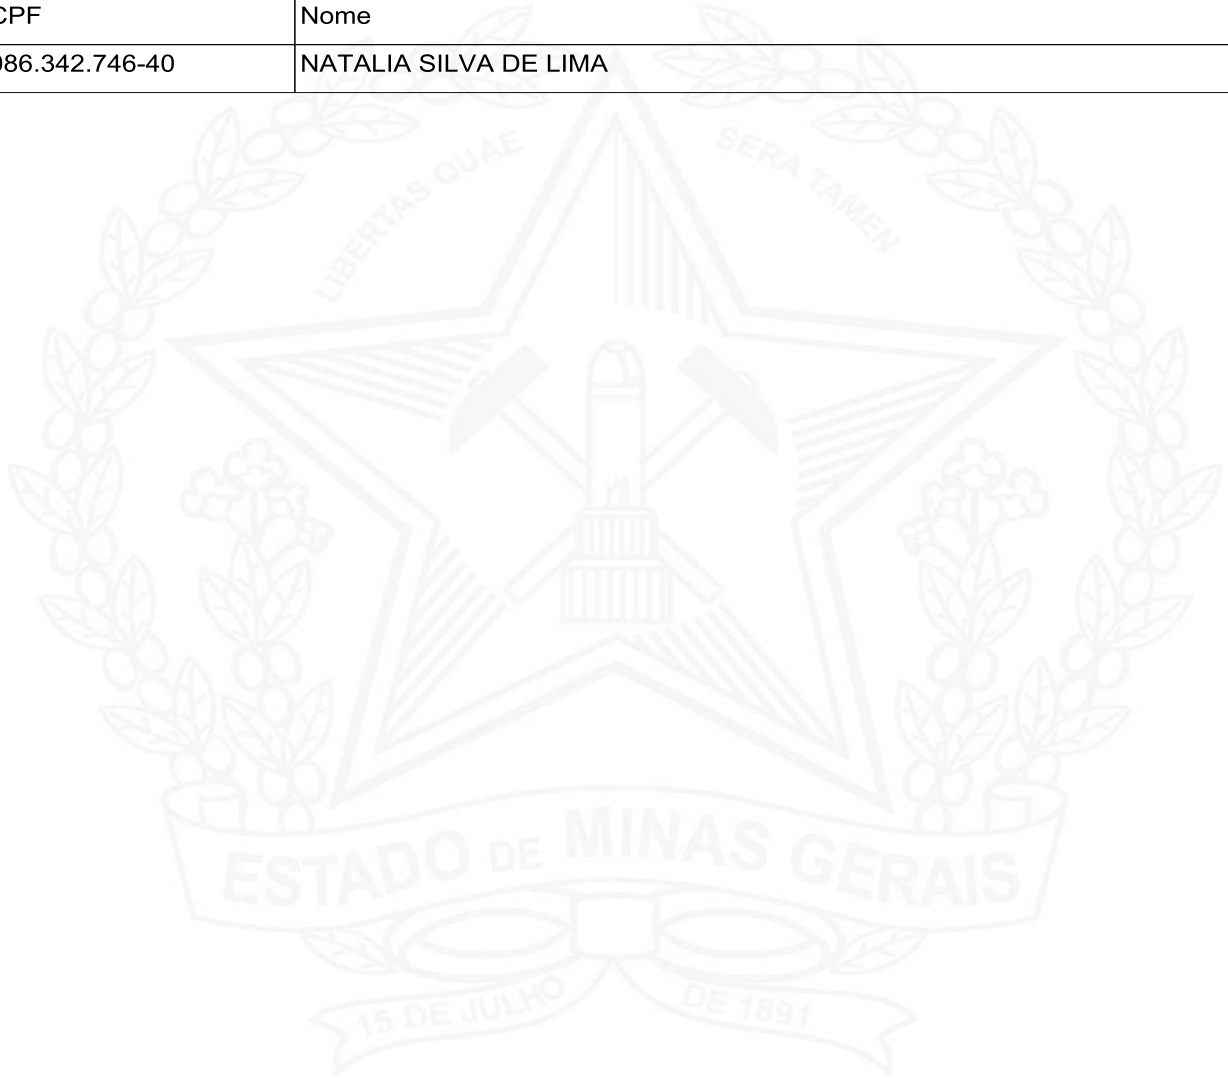 CPF Nome
086.342.746-40 NATALIA SILVA DE LIMA
LIBERTAS QUAE SERA TAMEN
ESTADO DE MINAS GERAIS
15 DE JULHO DE 1891